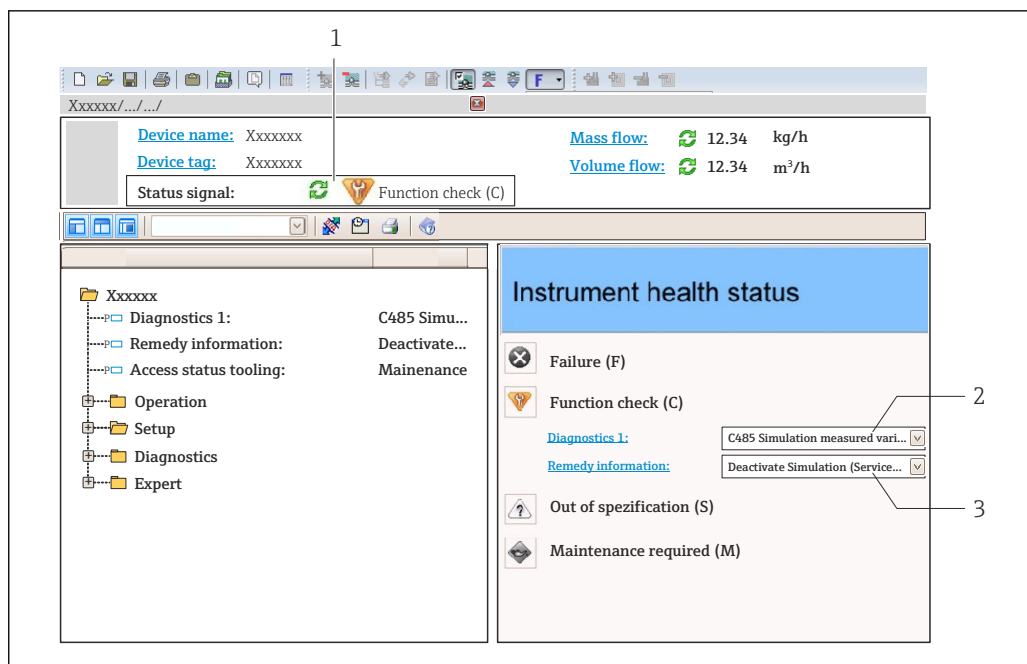 1
F
Xxxxxx/.../.../
Device name: Xxxxxxx
Mass flow: 12.34 kg/h
Device tag: Xxxxxxx
Volume flow: 12.34 m³/h
Status signal: Function check (C)
Xxxxxx
P Diagnostics 1: C485 Simu...
P Remedy information: Deactivate...
P Access status tooling: Mainenance
Operation
Setup
Diagnostics
Expert
Instrument health status
Failure (F)
Function check (C)
2
Diagnostics 1: C485 Simulation measured vari...
Remedy information: Deactivate Simulation (Service...
Out of spezification (S)
3
Maintenance required (M)